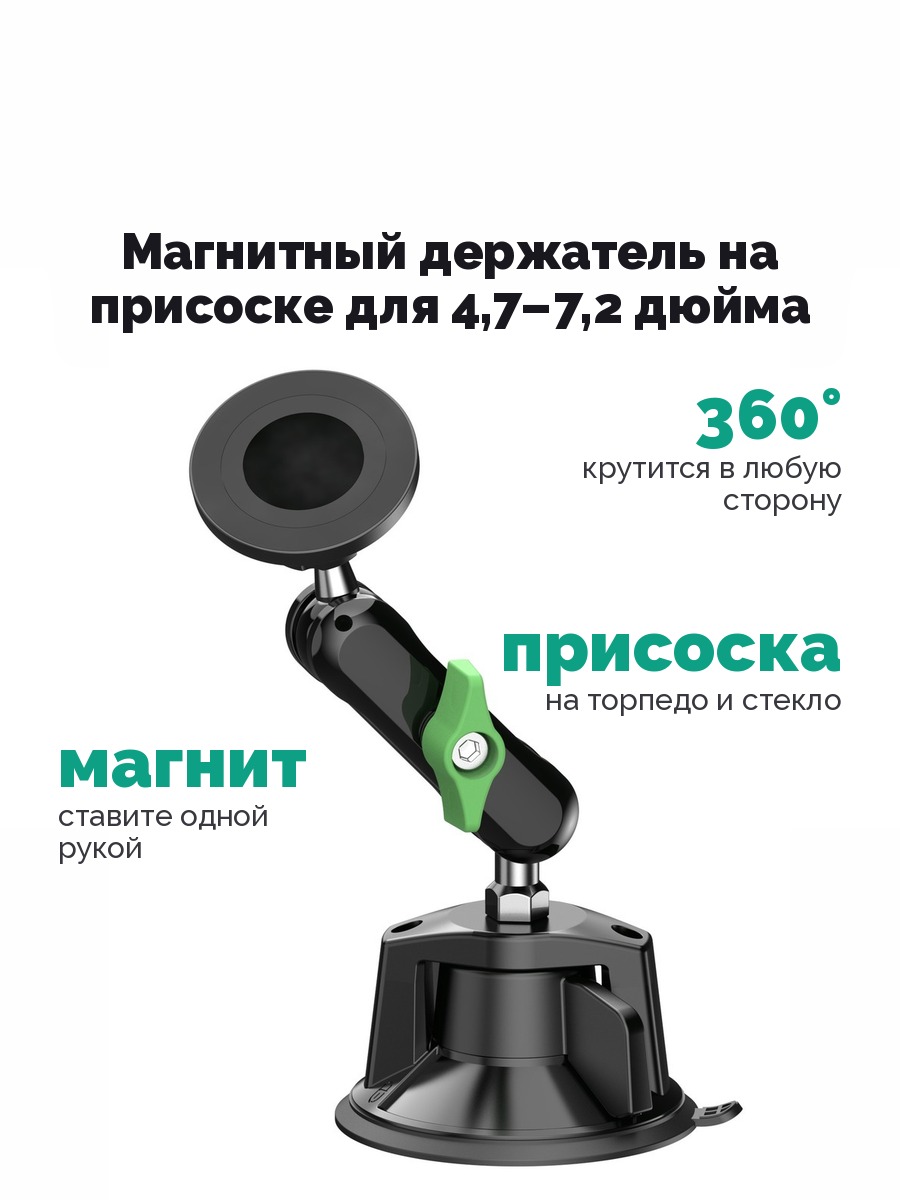 Магнитный держатель на
присоске для 4,7–7,2 дюйма
360°
крутится в любую
сторону
присоска
на торпедо и стекло
магнит
ставите одной
рукой